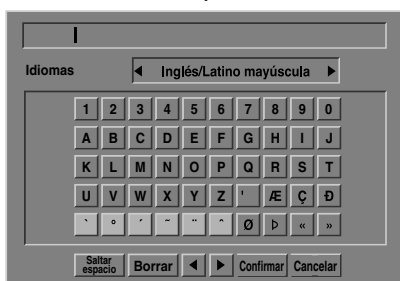 Idiomas ◀ Inglés/Latino mayúscula ▶
1 2 3 4 5 6 7 8 9 0
A B C D E F G H I J
K L M N O P Q R S T
U V W X Y Z ' Æ Ç Ð
` ° ´ ~ ¨ ^ Ø Þ « »
Saltar espacio Borrar ◀ ▶ Confirmar Cancelar